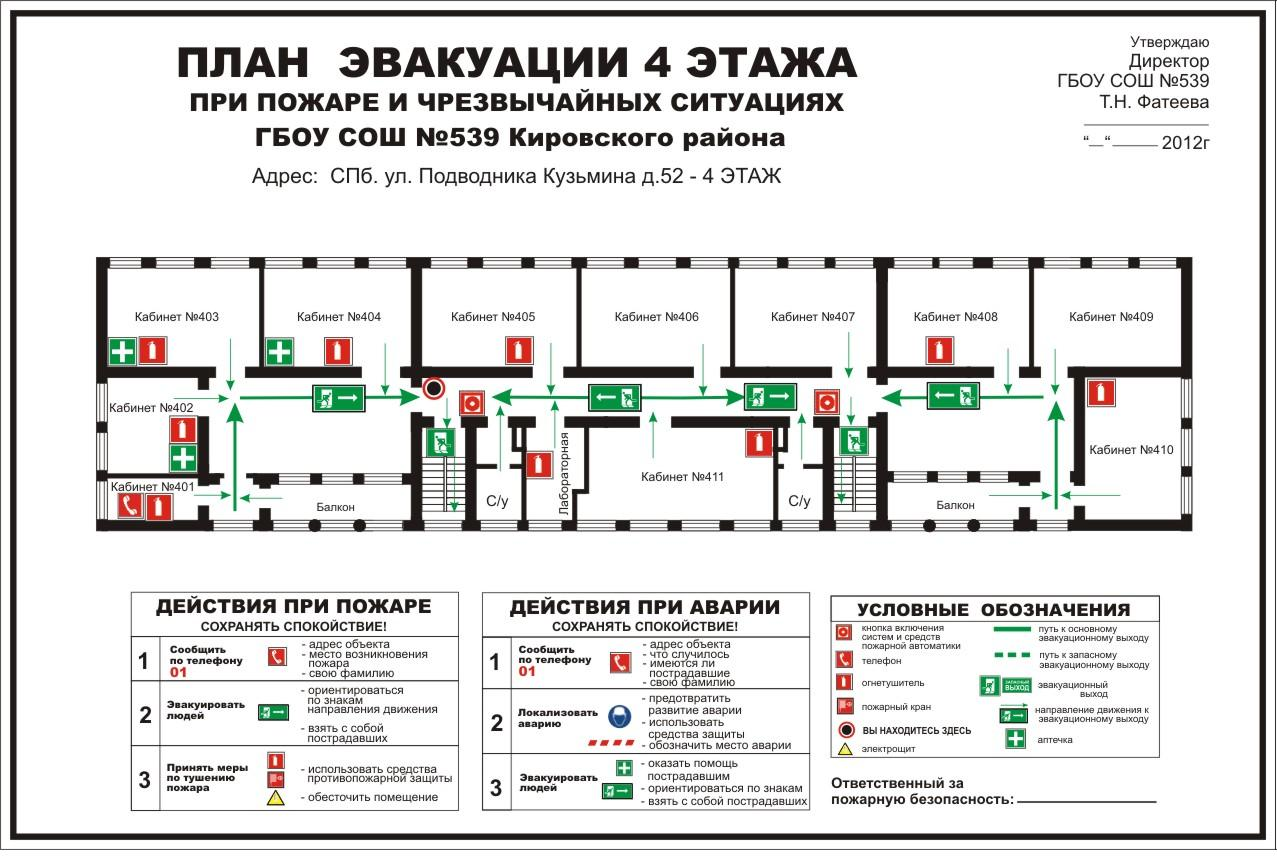 ПЛАН ЭВАКУАЦИИ 4 ЭТАЖА
ПРИ ПОЖАРЕ И ЧРЕЗВЫЧАЙНЫХ СИТУАЦИЯХ
ГБОУ СОШ №539 Кировского района
Адрес: СПб. ул. Подводника Кузьмина д.52 - 4 ЭТАЖ
Утверждаю
Директор
ГБОУ СОШ №539
Т.Н. Фатеева
“__“______ 2012г
Кабинет №403
Кабинет №404
Кабинет №405
Кабинет №406
Кабинет №407
Кабинет №408
Кабинет №409
Кабинет №402
Кабинет №401
Балкон
С/у
Лабораторная
Кабинет №411
С/у
Балкон
Кабинет №410
ДЕЙСТВИЯ ПРИ ПОЖАРЕ
СОХРАНЯТЬ СПОКОЙСТВИЕ!
1
Сообщить
по телефону
01
- адрес объекта
- место возникновения
пожара
- свою фамилию
2
Эвакуировать
людей
- ориентироваться
по знакам
направления движения
- взять с собой
пострадавших
3
Принять меры
по тушению
пожара
- использовать средства
противопожарной защиты
- обесточить помещение
ДЕЙСТВИЯ ПРИ АВАРИИ
СОХРАНЯТЬ СПОКОЙСТВИЕ!
1
Сообщить
по телефону
01
- адрес объекта
- что случилось
- имеются ли
пострадавшие
- свою фамилию
2
Локализовать
аварию
- предотвратить
развитие аварии
- использовать
средства защиты
- обозначить место аварии
3
Эвакуировать
людей
- оказать помощь
пострадавшим
- ориентироваться по знакам
- взять с собой пострадавших
УСЛОВНЫЕ ОБОЗНАЧЕНИЯ
кнопка включения
систем и средств
пожарной автоматики
телефон
огнетушитель
пожарный кран
ВЫ НАХОДИТЕСЬ ЗДЕСЬ
электрощит
путь к основному
эвакуационному выходу
путь к запасному
эвакуационному выходу
ЗАПАСНЫЙ
ВЫХОД
эвакуационный
выход
направление движения к
эвакуационному выходу
аптечка
Ответственный за
пожарную безопасность: